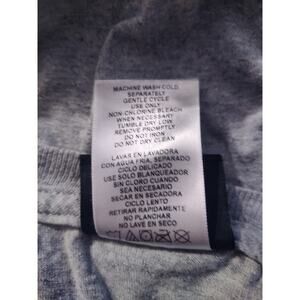 MACHINE WASH COLD
SEPARATELY
GENTLE CYCLE
USE ONLY
NON-CHLORINE BLEACH
WHEN NECESSARY
TUMBLE DRY LOW
REMOVE PROMPTLY
DO NOT IRON
DO NOT DRY CLEAN
LAVAR EN LAVADORA
CON AGUA FRIA, SEPARADO
CICLO DELICADO
USE SOLO BLANQUEADOR
SIN CLORO CUANDO
SEA NECESARIO
SECAR EN SECADORA
CICLO LENTO
RETIRAR RAPIDAMENTE
NO PLANCHAR
NO LAVE EN SECO